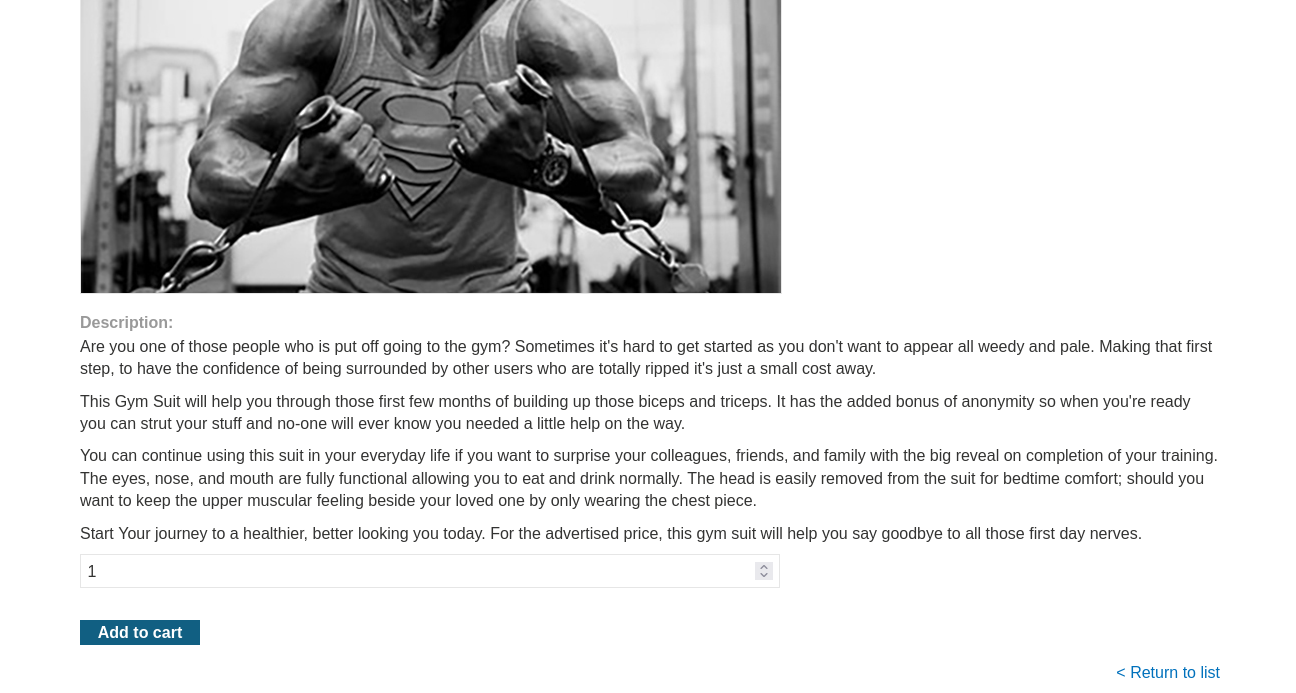 Description:
Are you one of those people who is put off going to the gym? Sometimes it's hard to get started as you don't want to appear all weedy and pale. Making that first
step, to have the confidence of being surrounded by other users who are totally ripped it's just a small cost away.
This Gym Suit will help you through those first few months of building up those biceps and triceps. It has the added bonus of anonymity so when you're ready
you can strut your stuff and no-one will ever know you needed a little help on the way.
You can continue using this suit in your everyday life if you want to surprise your colleagues, friends, and family with the big reveal on completion of your training.
The eyes, nose, and mouth are fully functional allowing you to eat and drink normally. The head is easily removed from the suit for bedtime comfort; should you
want to keep the upper muscular feeling beside your loved one by only wearing the chest piece.
Start Your journey to a healthier, better looking you today. For the advertised price, this gym suit will help you say goodbye to all those first day nerves.
1
Add to cart
< Return to list